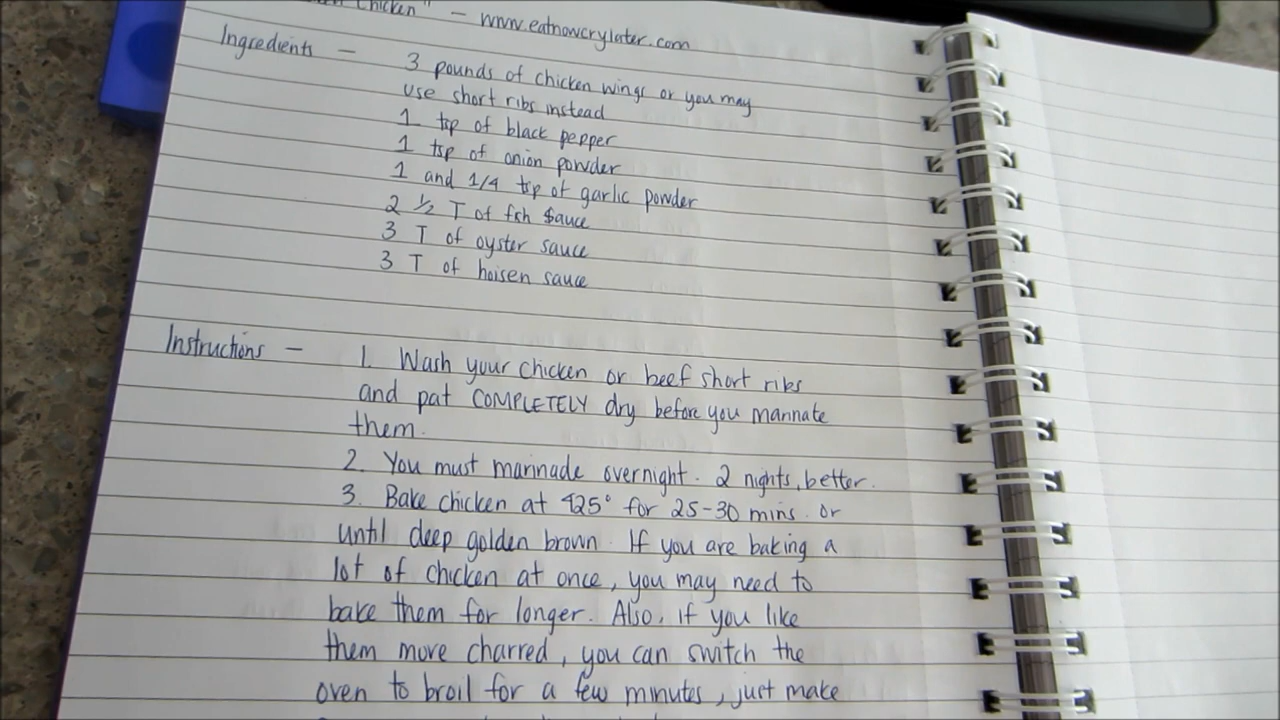 Chicken" – www.eatnowcrylater.com
Ingredients – 3 pounds of chicken wings or you may
use short ribs instead
1 tsp of black pepper
1 tsp of onion powder
1 and 1/4 tsp of garlic powder
2 ½ T of fish sauce
3 T of oyster sauce
3 T of hoisen sauce
Instructions – 1. Wash your chicken or beef short ribs
and pat COMPLETELY dry before you marinate
them.
2. You must marinade overnight. 2 nights, better.
3. Bake chicken at 425° for 25-30 mins. or
until deep golden brown. If you are baking a
lot of chicken at once, you may need to
bake them for longer. Also, if you like
them more charred, you can switch the
oven to broil for a few minutes, just make